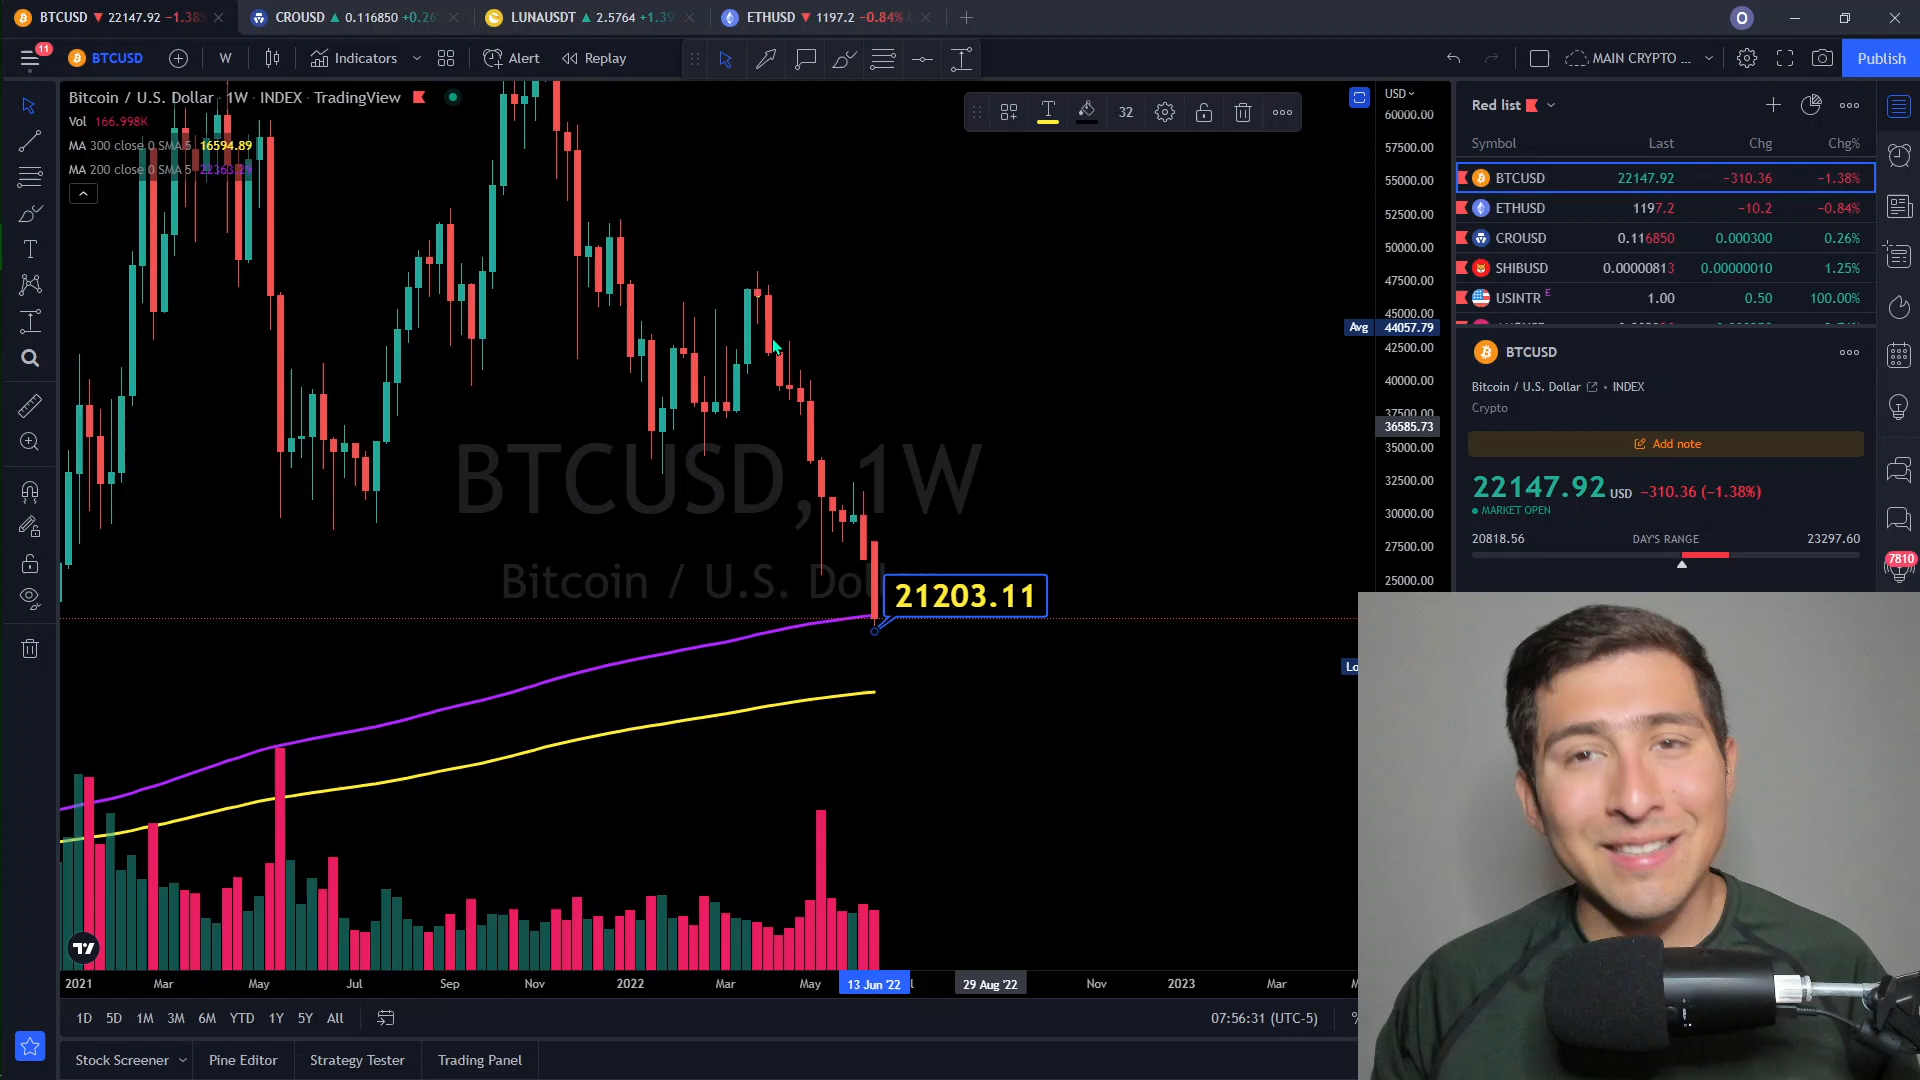 BTCUSD ▼ 22147.92 −1.38
CROUSD ▲ 0.116850 +0.26
LUNAUSDT ▲ 2.5764 +1.39
ETHUSD ▼ 1197.2 −0.84%
O
11
BTCUSD
W
Indicators
Alert
Replay
MAIN CRYPTO ...
Publish
Bitcoin / U.S. Dollar · 1W · INDEX · TradingView
Vol 166.998K
MA 300 close 0 SMA 5 16594.89
MA 200 close 0 SMA 5
32
USD
60000.00
57500.00
55000.00
52500.00
50000.00
47500.00
45000.00
Avg 44057.79
42500.00
40000.00
37500.00
36585.73
35000.00
32500.00
30000.00
27500.00
25000.00
Lo
BTCUSD, 1W
Bitcoin / U.S. Dol
21203.11
2021
Mar
May
Jul
Sep
Nov
2022
Mar
May
13 Jun '22
29 Aug '22
Nov
2023
Mar
1D 5D 1M 3M 6M YTD 1Y 5Y All
07:56:31 (UTC-5)
%
Stock Screener
Pine Editor
Strategy Tester
Trading Panel
Red list
Symbol Last Chg Chg%
BTCUSD 22147.92 −310.36 −1.38%
ETHUSD 1197.2 −10.2 −0.84%
CROUSD 0.116850 0.000300 0.26%
SHIBUSD 0.00000813 0.00000010 1.25%
USINTR E 1.00 0.50 100.00%
BTCUSD
Bitcoin / U.S. Dollar • INDEX
Crypto
Add note
22147.92 USD −310.36 (−1.38%)
MARKET OPEN
20818.56 DAY'S RANGE 23297.60
7810